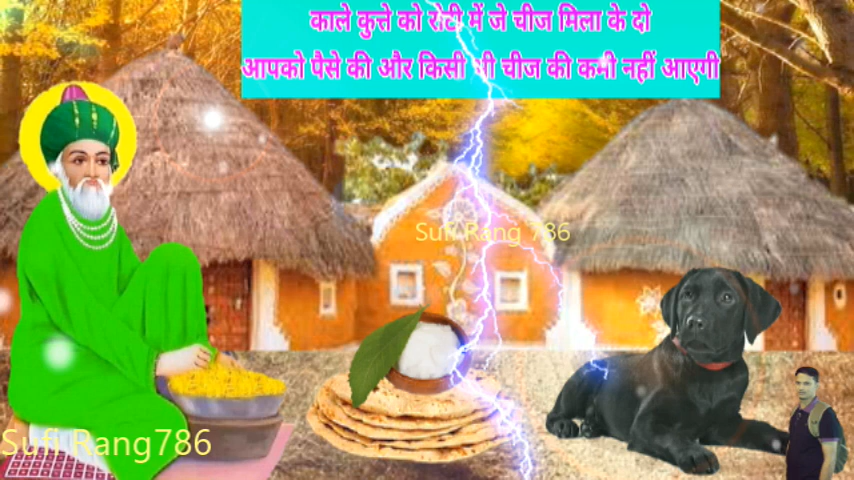 काले कुत्ते को रोटी में जे चीज मिला के दो
आपको पैसे की और किसी भी चीज की कमी नहीं आएगी
Sufi Rang 786
Sufi Rang786